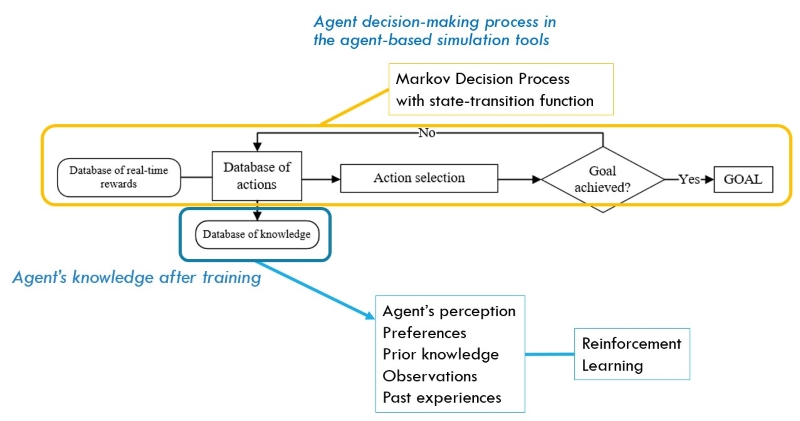 Agent decision-making process in
the agent-based simulation tools
Markov Decision Process
with state-transition function
No
Database of real-time
rewards
Database of
actions
Action selection
Goal
achieved?
Yes
GOAL
Database of knowledge
Agent's knowledge after training
Agent's perception
Preferences
Prior knowledge
Observations
Past experiences
Reinforcement
Learning